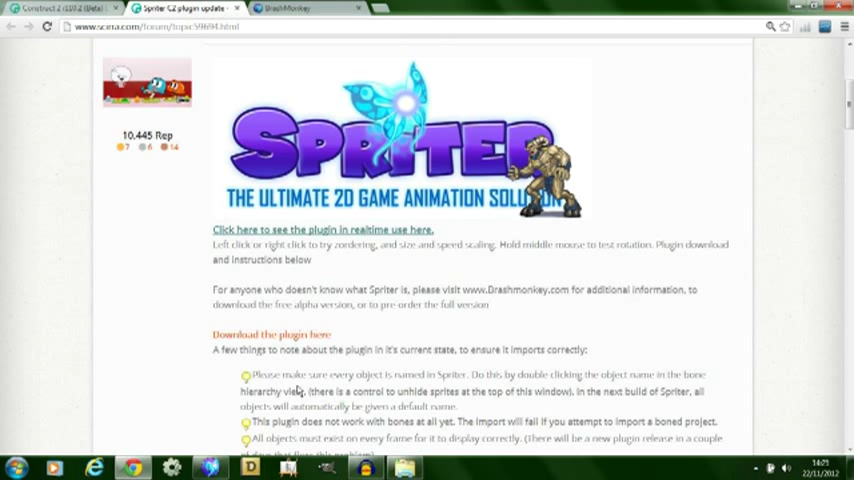 Construct 2 (r110.2 (Beta)
Spriter C2 plugin update -
BrashMonkey
www.scirra.com/forum/topic59694.html
SPRITER
THE ULTIMATE 2D GAME ANIMATION SOLUTION
10,445 Rep
7 6 14
Click here to see the plugin in realtime use here.
Left click or right click to try zordering, and size and speed scaling. Hold middle mouse to test rotation. Plugin download
and instructions below
For anyone who doesn't know what Spriter is, please visit www.Brashmonkey.com for additional information, to
download the free alpha version, or to pre-order the full version
Download the plugin here
A few things to note about the plugin in it's current state, to ensure it imports correctly:
Please make sure every object is named in Spriter. Do this by double clicking the object name in the bone
hierarchy view. (there is a control to unhide sprites at the top of this window). In the next build of Spriter, all
objects will automatically be given a default name.
This plugin does not work with bones at all yet. The import will fail if you attempt to import a boned project.
All objects must exist on every frame for it to display correctly. (There will be a new plugin release in a couple
14:23
22/11/2012